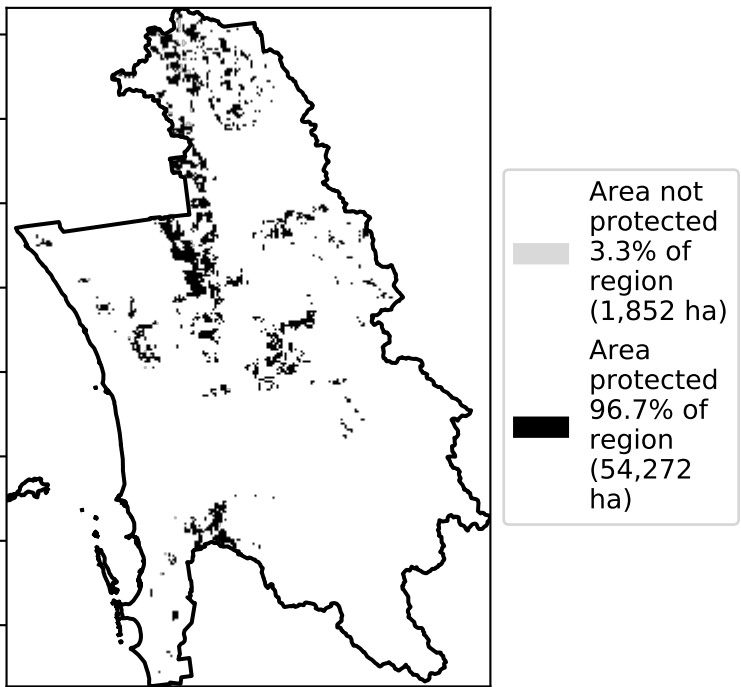 Area not
protected
3.3% of
region
(1,852 ha)
Area
protected
96.7% of
region
(54,272
ha)